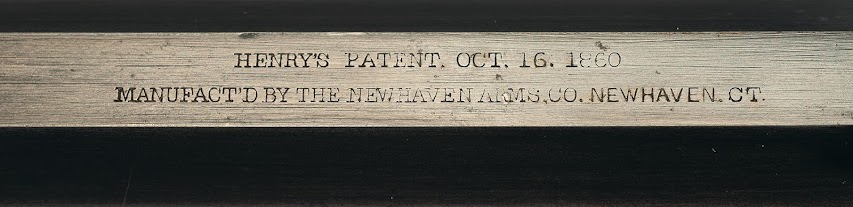 HENRY'S PATENT. OCT. 16. 1860
MANUFACT'D BY THE NEWHAVEN ARMS. CO. NEWHAVEN. CT.